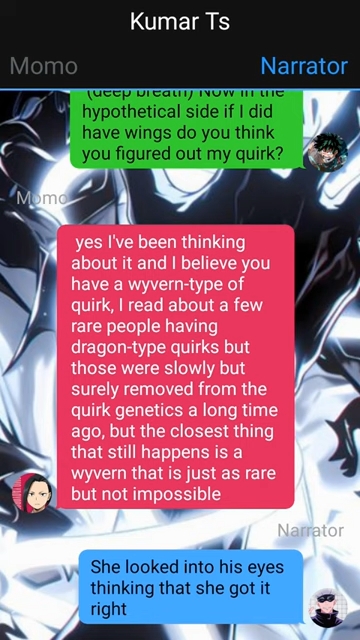 Kumar Ts
Momo
Narrator
(deep breath) Now in the
hypothetical side if I did
have wings do you think
you figured out my quirk?
Momo
yes I've been thinking
about it and I believe you
have a wyvern-type of
quirk, I read about a few
rare people having
dragon-type quirks but
those were slowly but
surely removed from the
quirk genetics a long time
ago, but the closest thing
that still happens is a
wyvern that is just as rare
but not impossible
Narrator
She looked into his eyes
thinking that she got it
right